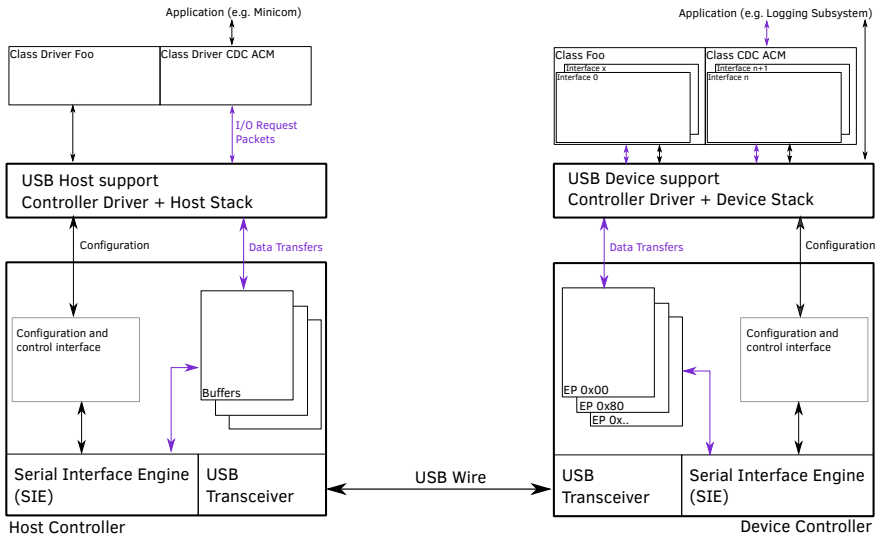 Application (e.g. Minicom)
Class Driver Foo
Class Driver CDC ACM
I/O Request
Packets
USB Host support
Controller Driver + Host Stack
Configuration
Data Transfers
Configuration and
control interface
Buffers
Serial Interface Engine
(SIE)
USB
Transceiver
Host Controller
USB Wire
Application (e.g. Logging Subsystem)
Class Foo
Interface x
Interface 0
Class CDC ACM
Interface n+1
Interface n
USB Device support
Controller Driver + Device Stack
Data Transfers
Configuration
EP 0x00
EP 0x80
EP 0x..
Configuration and
control interface
USB
Transceiver
Serial Interface Engine
(SIE)
Device Controller